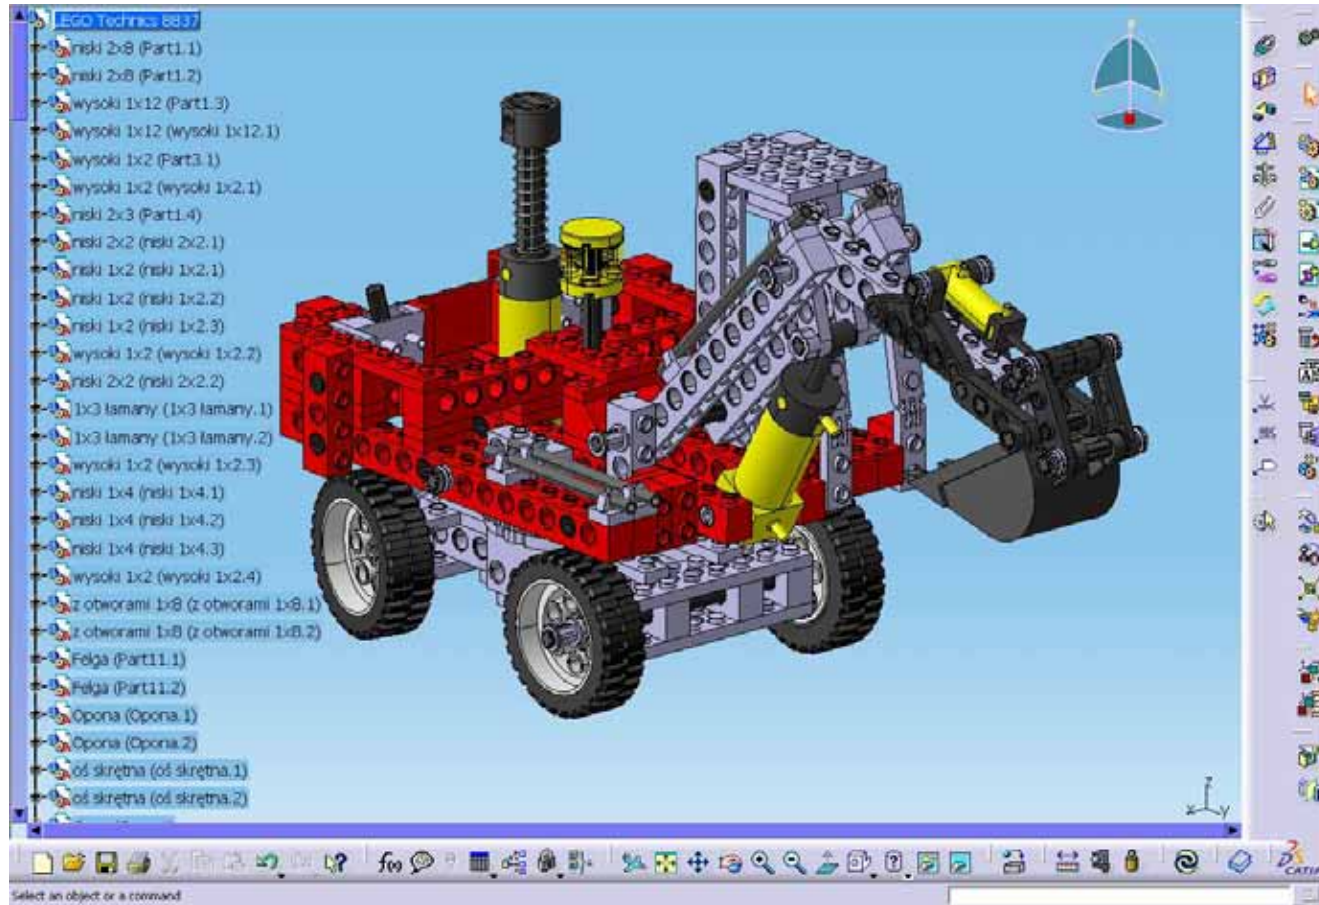 LEGO Technics 8837
niski 2x8 (Part1.1)
niski 2x8 (Part1.2)
wysoki 1x12 (Part1.3)
wysoki 1x12 (wysoki 1x12.1)
wysoki 1x2 (Part3.1)
wysoki 1x2 (wysoki 1x2.1)
niski 2x3 (Part1.4)
niski 2x2 (niski 2x2.1)
niski 1x2 (niski 1x2.1)
niski 1x2 (niski 1x2.2)
niski 1x2 (niski 1x2.3)
wysoki 1x2 (wysoki 1x2.2)
niski 2x2 (niski 2x2.2)
1x3 łamany (1x3 łamany.1)
1x3 łamany (1x3 łamany.2)
wysoki 1x2 (wysoki 1x2.3)
niski 1x4 (niski 1x4.1)
niski 1x4 (niski 1x4.2)
niski 1x4 (niski 1x4.3)
wysoki 1x2 (wysoki 1x2.4)
z otworami 1x8 (z otworami 1x8.1)
z otworami 1x8 (z otworami 1x8.2)
Felga (Part11.1)
Felga (Part11.2)
Opona (Opona.1)
Opona (Opona.2)
oś skrętna (oś skrętna.1)
oś skrętna (oś skrętna.2)
z
x
y
f(x)
CATIA
Select an object or a command